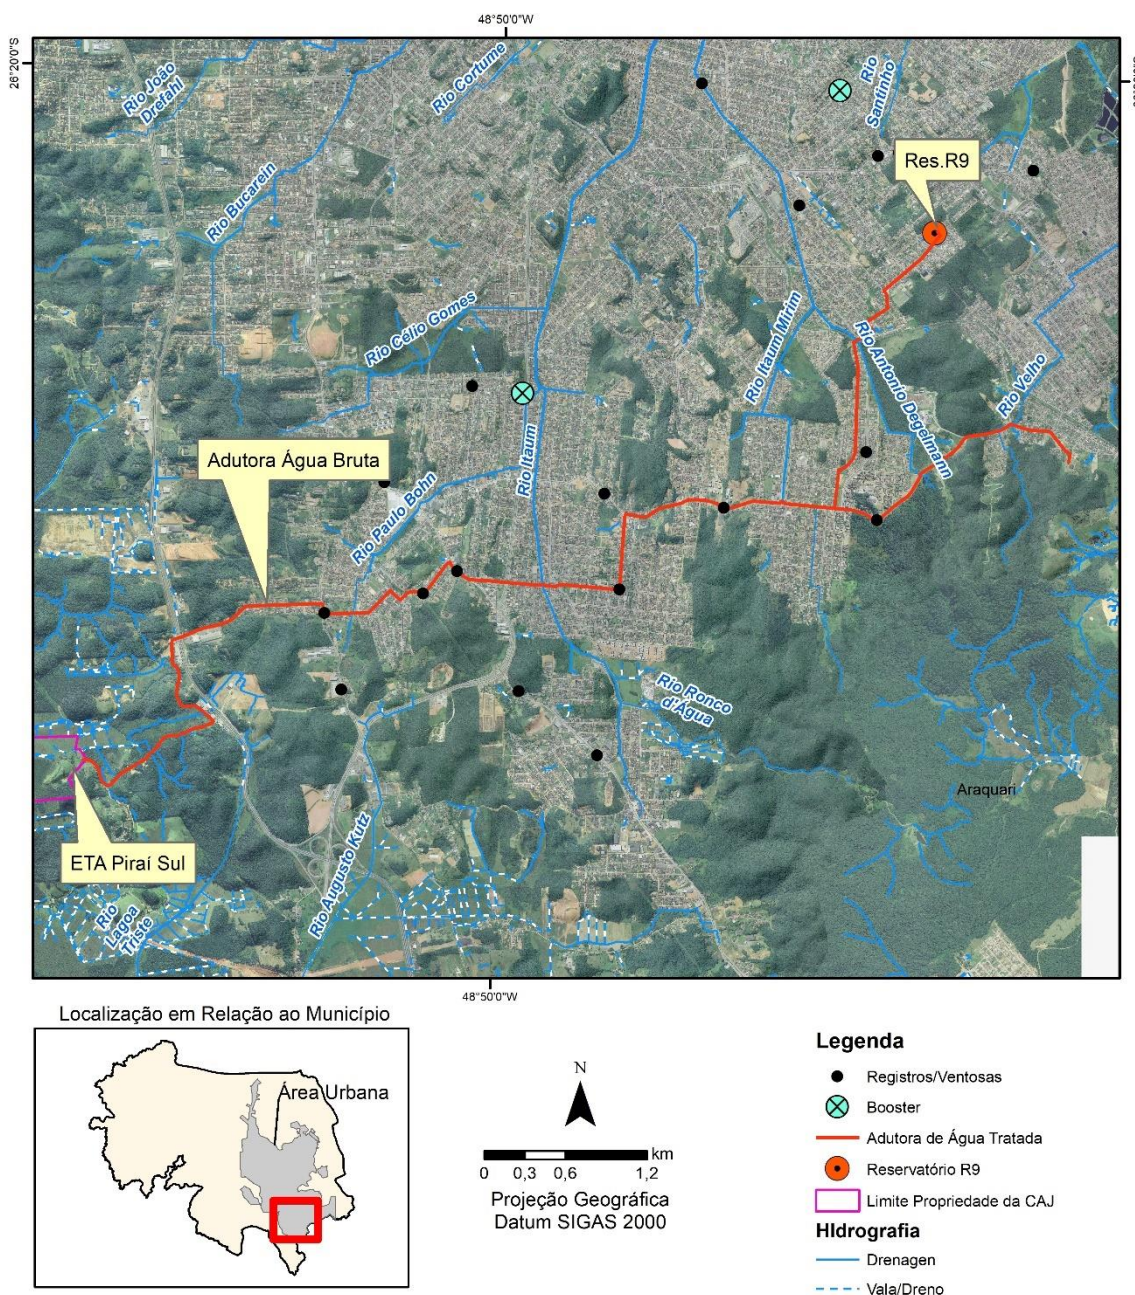 48°50'0"W
26°20'0"S
Rio João
Drefahl
Rio Cortume
Rio
Santinho
Res.R9
Rio Bucarein
Rio Célio Gomes
Rio Itaum Mirim
Rio Antonio Degelmann
Rio Velho
Adutora Água Bruta
Rio Itaum
Rio Paulo Bohn
Rio Ronco
d'Água
Araquari
ETA Piraí Sul
Rio Augusto Kutz
Rio
Lagoa
Triste
48°50'0"W
Localização em Relação ao Município
Área Urbana
N
km
0 0,3 0,6 1,2
Projeção Geográfica
Datum SIGAS 2000
Legenda
Registros/Ventosas
Booster
Adutora de Água Tratada
Reservatório R9
Limite Propriedade da CAJ
HIdrografia
Drenagen
Vala/Dreno